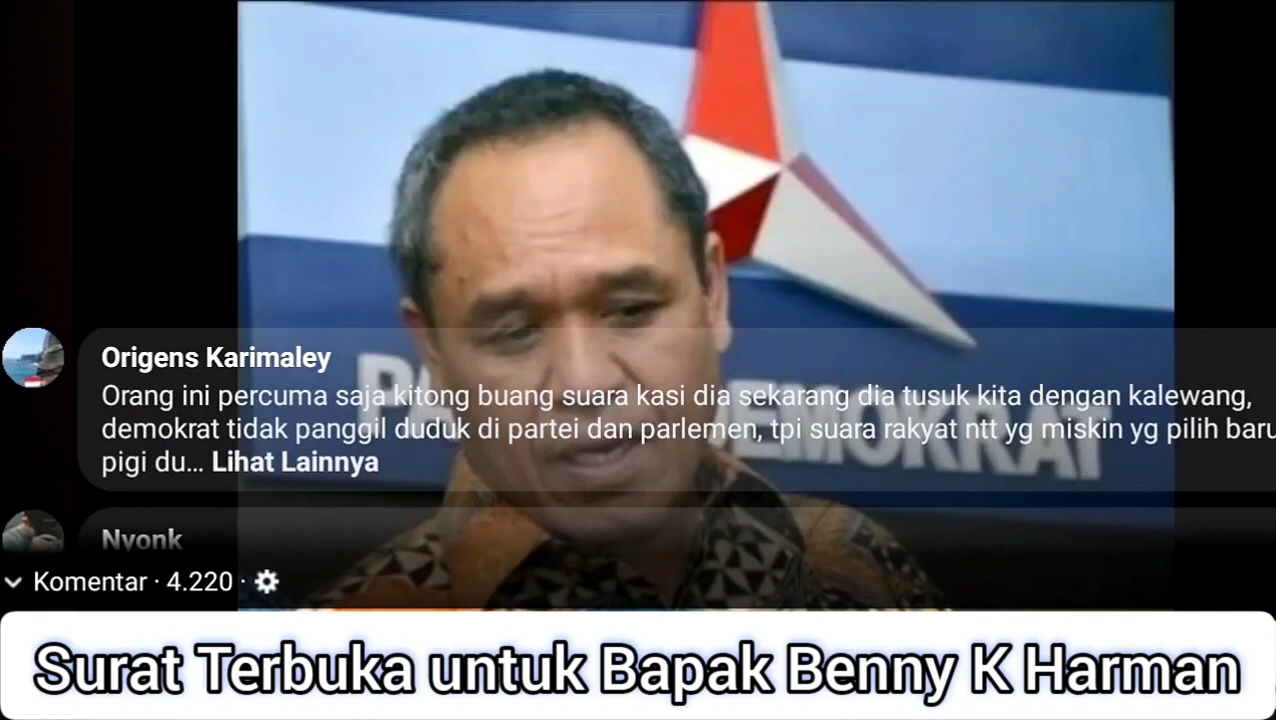 Origens Karimaley
Orang ini percuma saja kitong buang suara kasi dia sekarang dia tusuk kita dengan kalewang,
demokrat tidak panggil duduk di partei dan parlemen, tpi suara rakyat ntt yg miskin yg pilih baru
pigi du... Lihat Lainnya
Nyonk
Komentar · 4.220 ·
Surat Terbuka untuk Bapak Benny K Harman